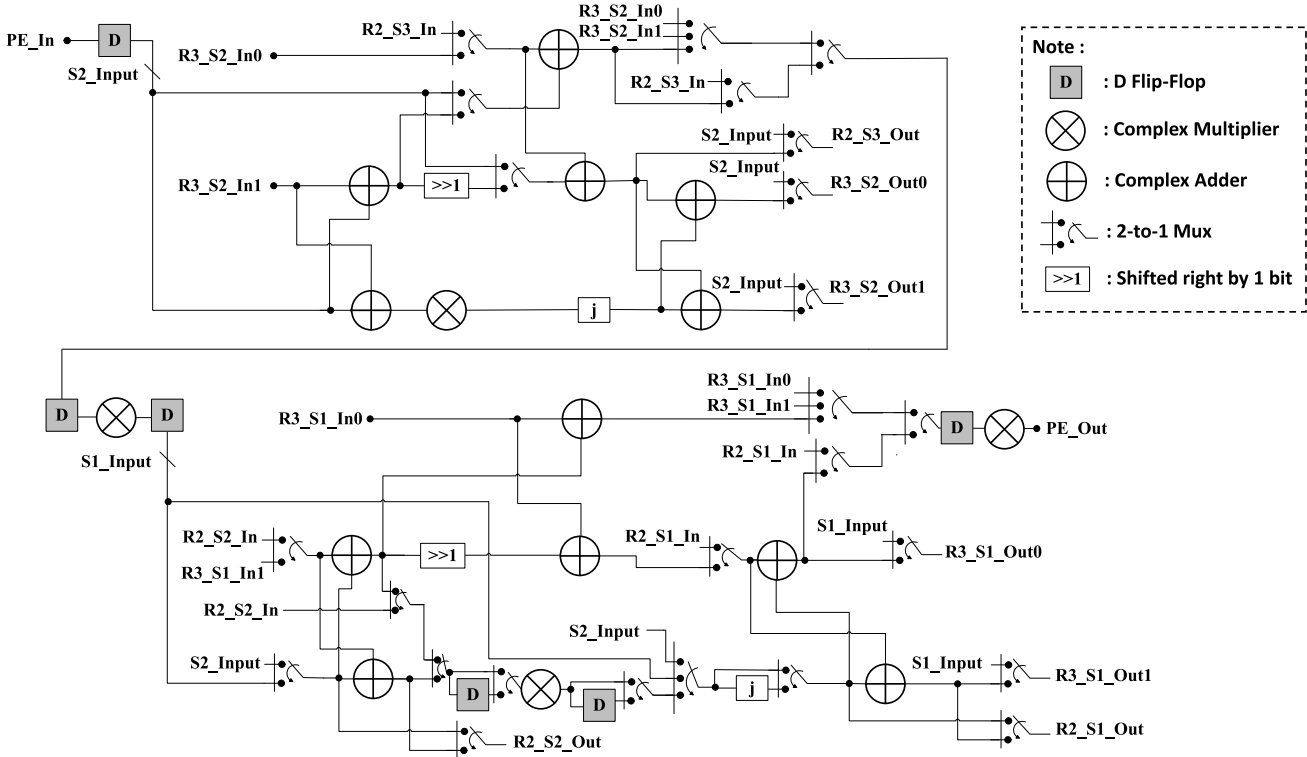 R3_S2_In0
R3_S2_In1
R2_S3_In
PE_In
D
R3_S2_In0
S2_Input
R2_S3_In
S2_Input
R2_S3_Out
S2_Input
R3_S2_In1
>>1
R3_S2_Out0
S2_Input
R3_S2_Out1
j
Note :
D
: D Flip-Flop
: Complex Multiplier
: Complex Adder
: 2-to-1 Mux
>>1
: Shifted right by 1 bit
D
D
S1_Input
R3_S1_In0
R3_S1_In0
R3_S1_In1
D
PE_Out
R2_S1_In
R2_S2_In
R3_S1_In1
>>1
R2_S1_In
S1_Input
R3_S1_Out0
R2_S2_In
S2_Input
S2_Input
D
D
j
S1_Input
R3_S1_Out1
R2_S2_Out
R2_S1_Out